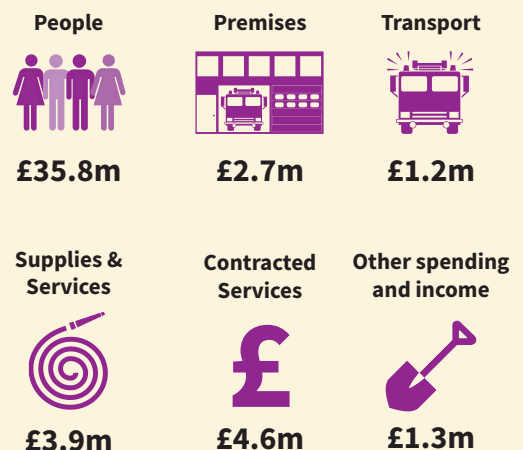 People
Premises
Transport
£35.8m
£2.7m
£1.2m
Supplies &
Services
Contracted
Services
Other spending
and income
£3.9m
£4.6m
£1.3m